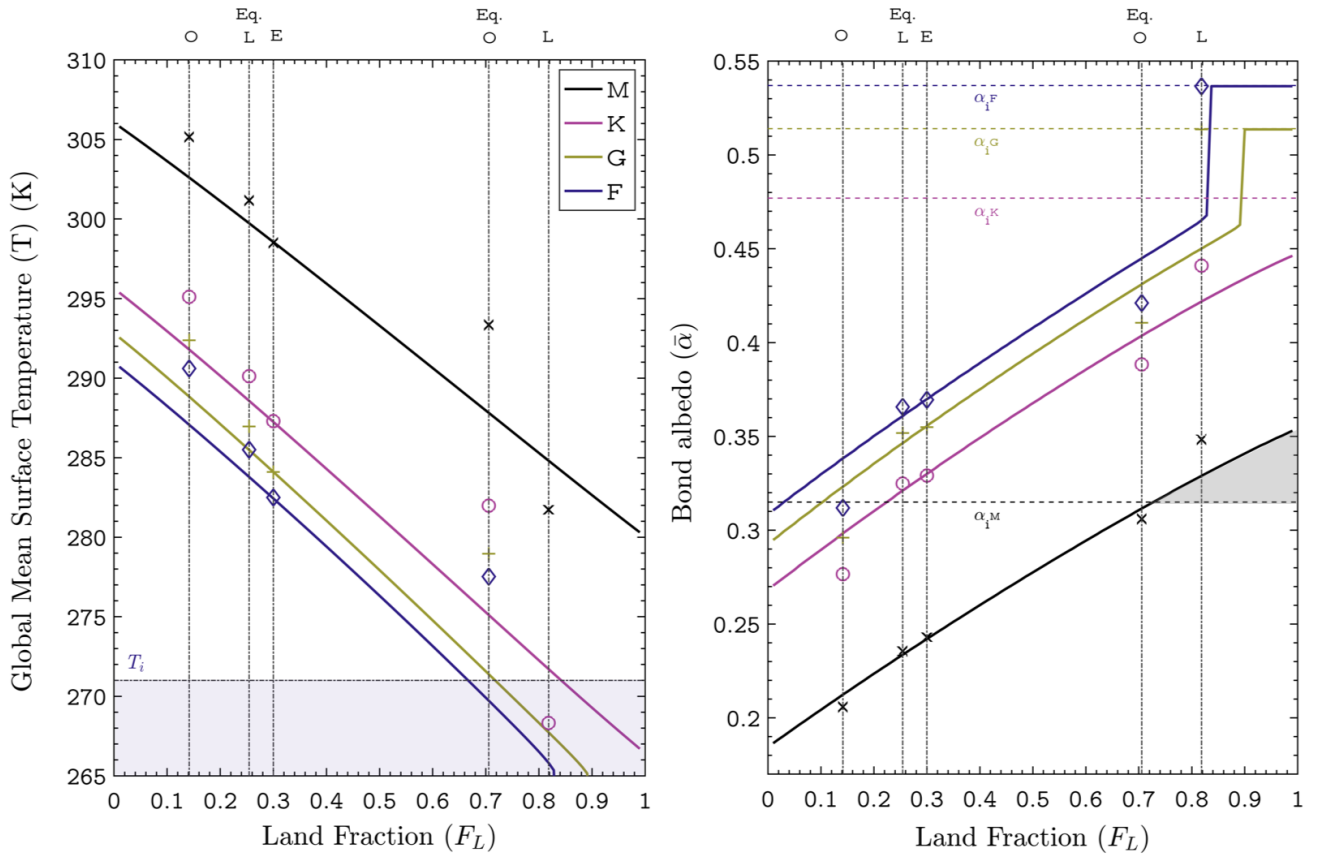 Eq. Eq.
O L E O L
310
305
300
295
290
285
280
275
270
265
Global Mean Surface Temperature (T) (K)
M
K
G
F
T_i
0 0.1 0.2 0.3 0.4 0.5 0.6 0.7 0.8 0.9 1
Land Fraction (F_L)
Eq. Eq.
O L E O L
0.55
0.5
0.45
0.4
0.35
0.3
0.25
0.2
Bond albedo (ᾱ)
α_i F
α_i G
α_i K
α_i M
0 0.1 0.2 0.3 0.4 0.5 0.6 0.7 0.8 0.9 1
Land Fraction (F_L)